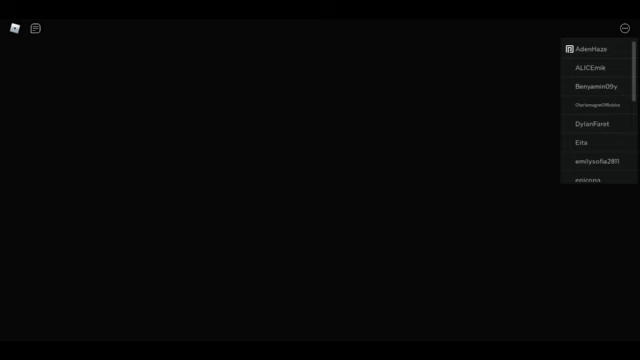 AdenHaze
ALICEmik
Benyamin09y
DylanFaret
Eita
emilysofia2811